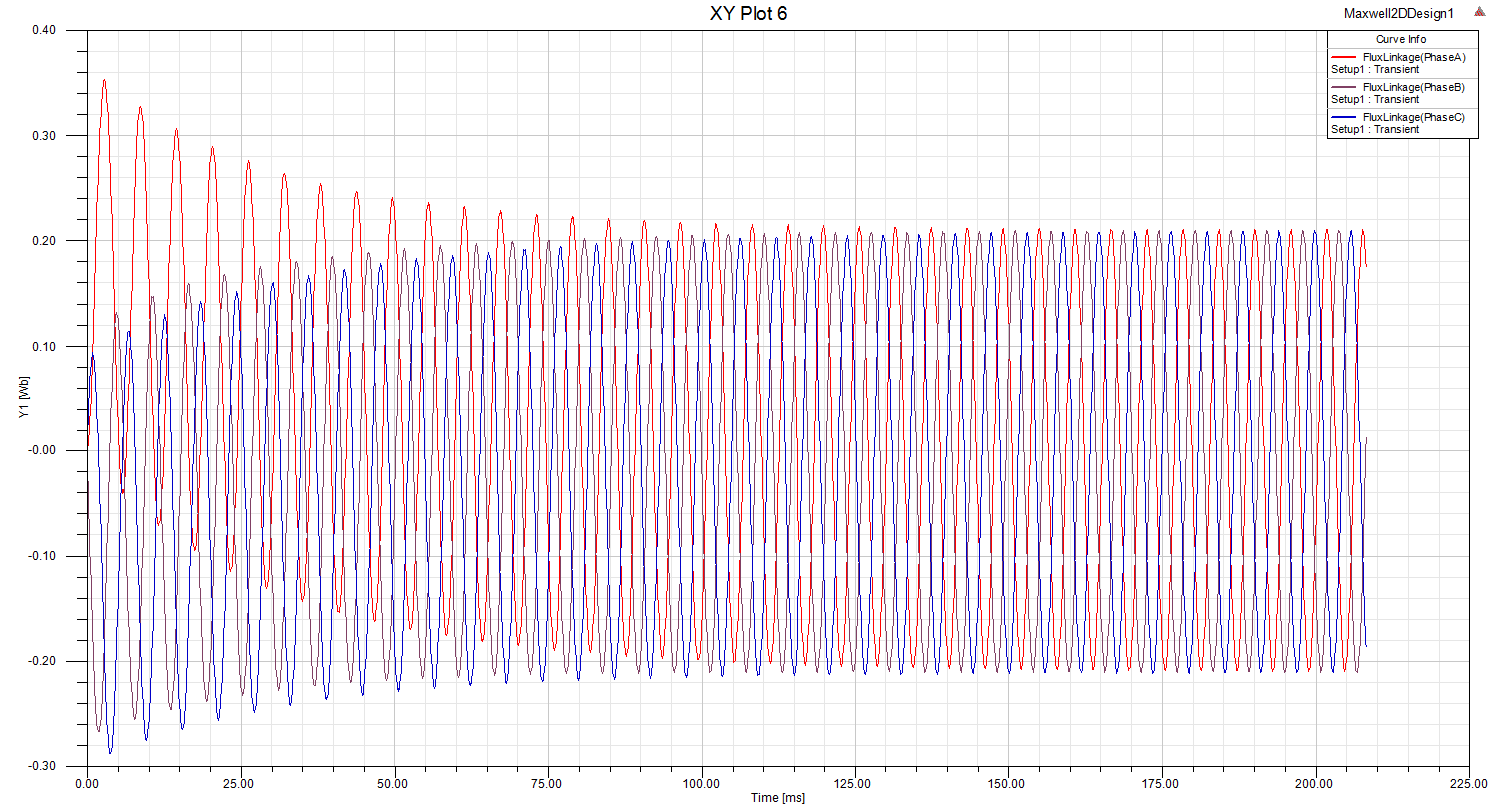 XY Plot 6
Maxwell2DDesign1
Curve Info
FluxLinkage(PhaseA)
Setup1 : Transient
FluxLinkage(PhaseB)
Setup1 : Transient
FluxLinkage(PhaseC)
Setup1 : Transient
0.40
0.30
0.20
0.10
-0.00
-0.10
-0.20
-0.30
Y1 [Wb]
0.00 25.00 50.00 75.00 100.00 125.00 150.00 175.00 200.00 225.00
Time [ms]